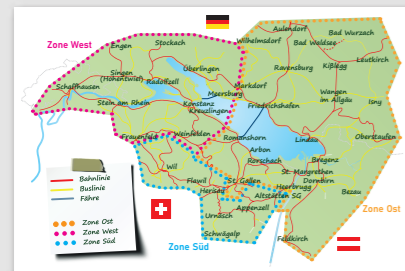 Zone West
Engen
Stockach
Wilhelmsdorf
Aulendorf
Bad Waldsee
Bad Wurzach
Leutkirch
Singen
(Hohentwiel)
Überlingen
Radolfzell
Ravensburg
Kißlegg
Schaffhausen
Markdorf
Meersburg
Wangen
im Allgäu
Isny
Stein am Rhein
Konstanz
Kreuzlingen
Friedrichshafen
Frauenfeld
Weinfelden
Romanshorn
Lindau
Oberstaufen
Arbon
Rorschach
Bregenz
Wil
Flawil
St. Gallen
St. Margrethen
Dornbirn
Herisau
Heerbrugg
Altstätten SG
Bezau
Appenzell
Urnäsch
Schwägalp
Feldkirch
Zone Ost
Zone Süd
Bahnlinie
Buslinie
Fähre
Zone Ost
Zone West
Zone Süd